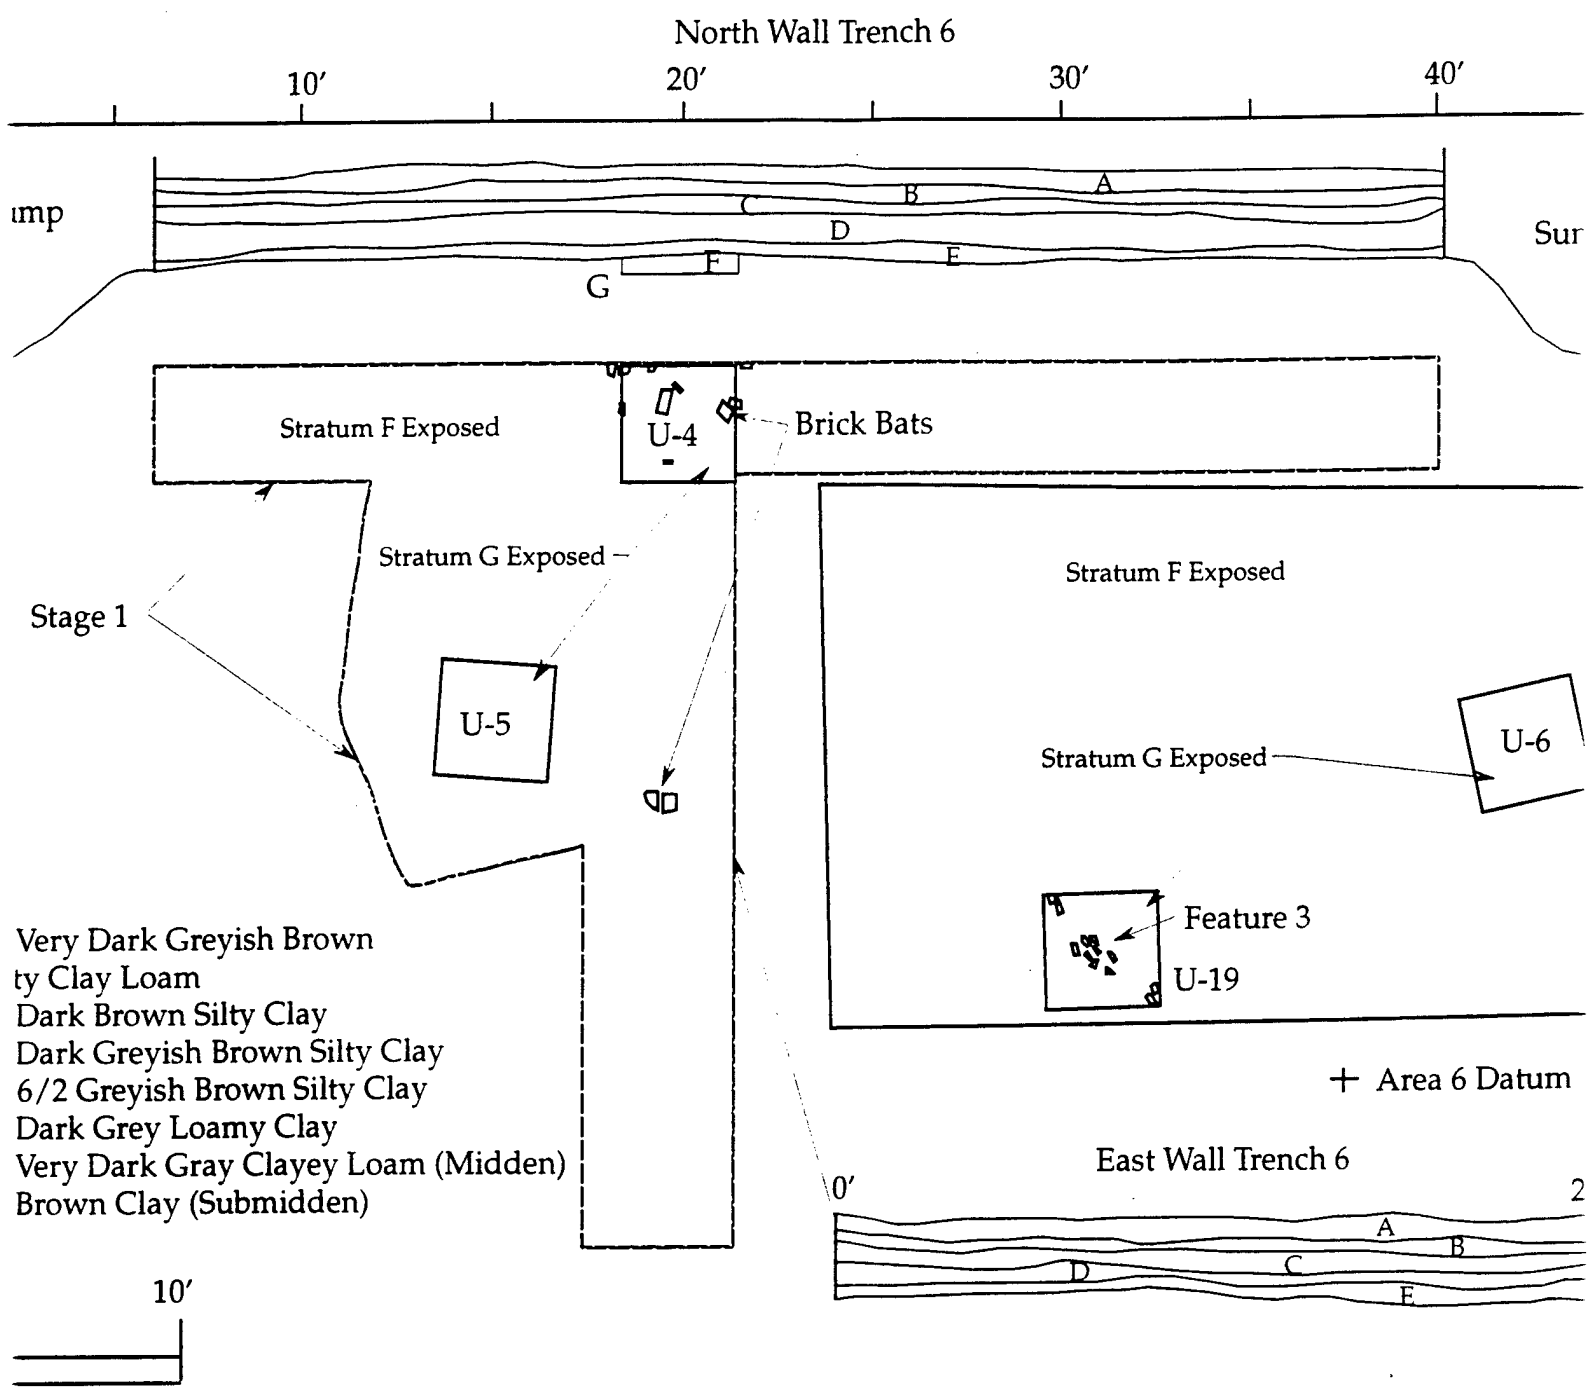 North Wall Trench 6
10′ 20′ 30′ 40′
A
B
C
ımp
D
Sur
E
F
G
Stratum F Exposed
U-4
Brick Bats
Stratum G Exposed
Stratum F Exposed
Stage 1
U-5
U-6
Stratum G Exposed
Feature 3
U-19
Very Dark Greyish Brown
ty Clay Loam
Dark Brown Silty Clay
Dark Greyish Brown Silty Clay
6/2 Greyish Brown Silty Clay
Dark Grey Loamy Clay
Very Dark Gray Clayey Loam (Midden)
Brown Clay (Submidden)
+ Area 6 Datum
East Wall Trench 6
0′ 2
A
B
C
D
E
10′